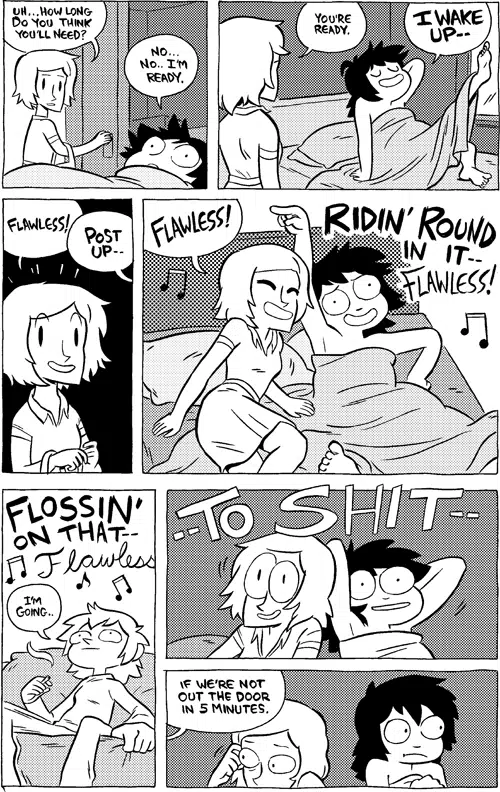 UH...HOW LONG
DO YOU THINK
YOU'LL NEED?
NO...
NO.. I'M
READY.
YOU'RE
READY.
I WAKE
UP--
FLAWLESS!
POST
UP--
FLAWLESS!
RIDIN' ROUND
IN IT--
FLAWLESS!
FLOSSIN'
ON THAT--
Flawless
I'M
GOING..
--TO SHIT--
IF WE'RE NOT
OUT THE DOOR
IN 5 MINUTES.